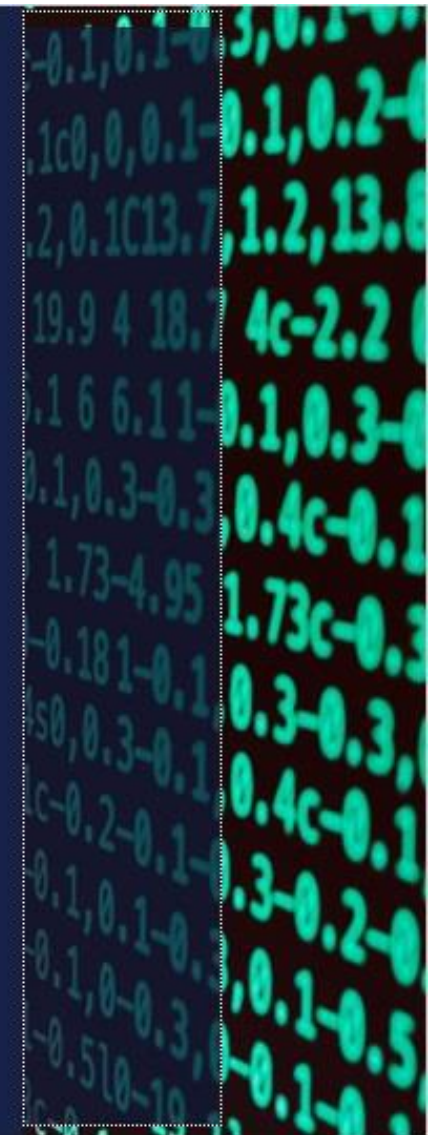 -0.1,0.1-0.3,0.1-0.
.1c0,0,0.1-0.1,0.2-0
.2,0.1C13.7,1.2,13.8
19.9 4 18.7 4c-2.2 0
.1 6 6.1 1-0.1,0.3-0
0.1,0.3-0.3,0.4c-0.1
1.73-4.95 1.73c-0.3
-0.18 1-0.1,0.3-0.3,
4s0,0.3-0.1,0.4c-0.1
1c-0.2-0.1-0.3-0.2-0.
-0.1,0.1-0.3,0.1-0.5
-0.1,0-0.3,0-0.1-0
-0.5l0-19